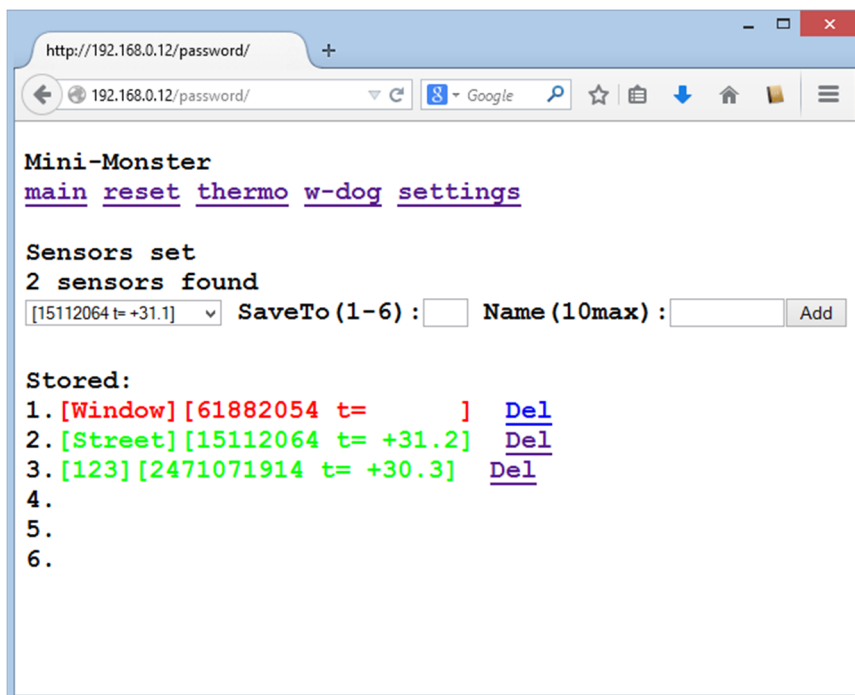 http://192.168.0.12/password/
192.168.0.12/password/ Google
Mini-Monster
main reset thermo w-dog settings
Sensors set
2 sensors found
[15112064 t= +31.1] SaveTo(1-6): Name(10max): Add
Stored:
1.[Window][61882054 t=      ] Del
2.[Street][15112064 t= +31.2] Del
3.[123][2471071914 t= +30.3] Del
4.
5.
6.